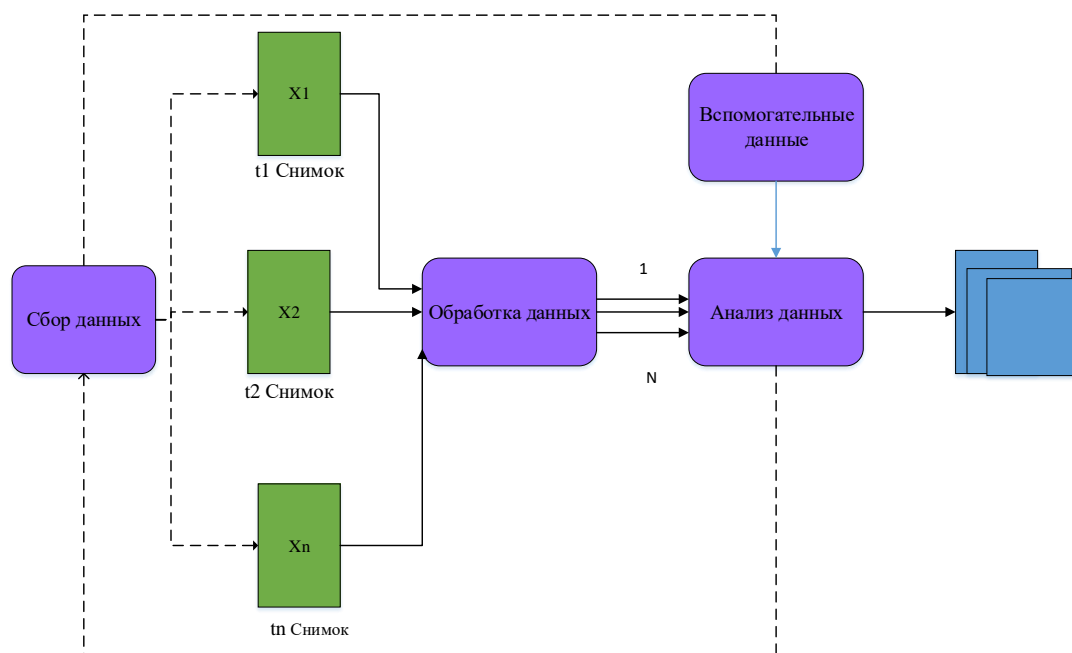 X1
t1 Снимок
Вспомогательные
данные
Сбор данных
X2
t2 Снимок
Обработка данных
1
N
Анализ данных
Xn
tn Снимок